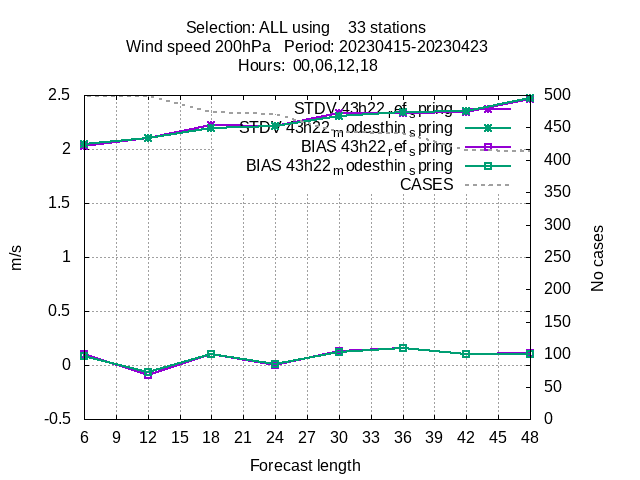 Selection: ALL using 33 stations
Wind speed 200hPa Period: 20230415-20230423
Hours: 00,06,12,18
STDV 43h22_ref_spring
STDV 43h22_modesthin_spring
BIAS 43h22_ref_spring
BIAS 43h22_modesthin_spring
CASES
2.5
2
1.5
1
0.5
0
-0.5
m/s
500
450
400
350
300
250
200
150
100
50
0
No cases
6 9 12 15 18 21 24 27 30 33 36 39 42 45 48
Forecast length